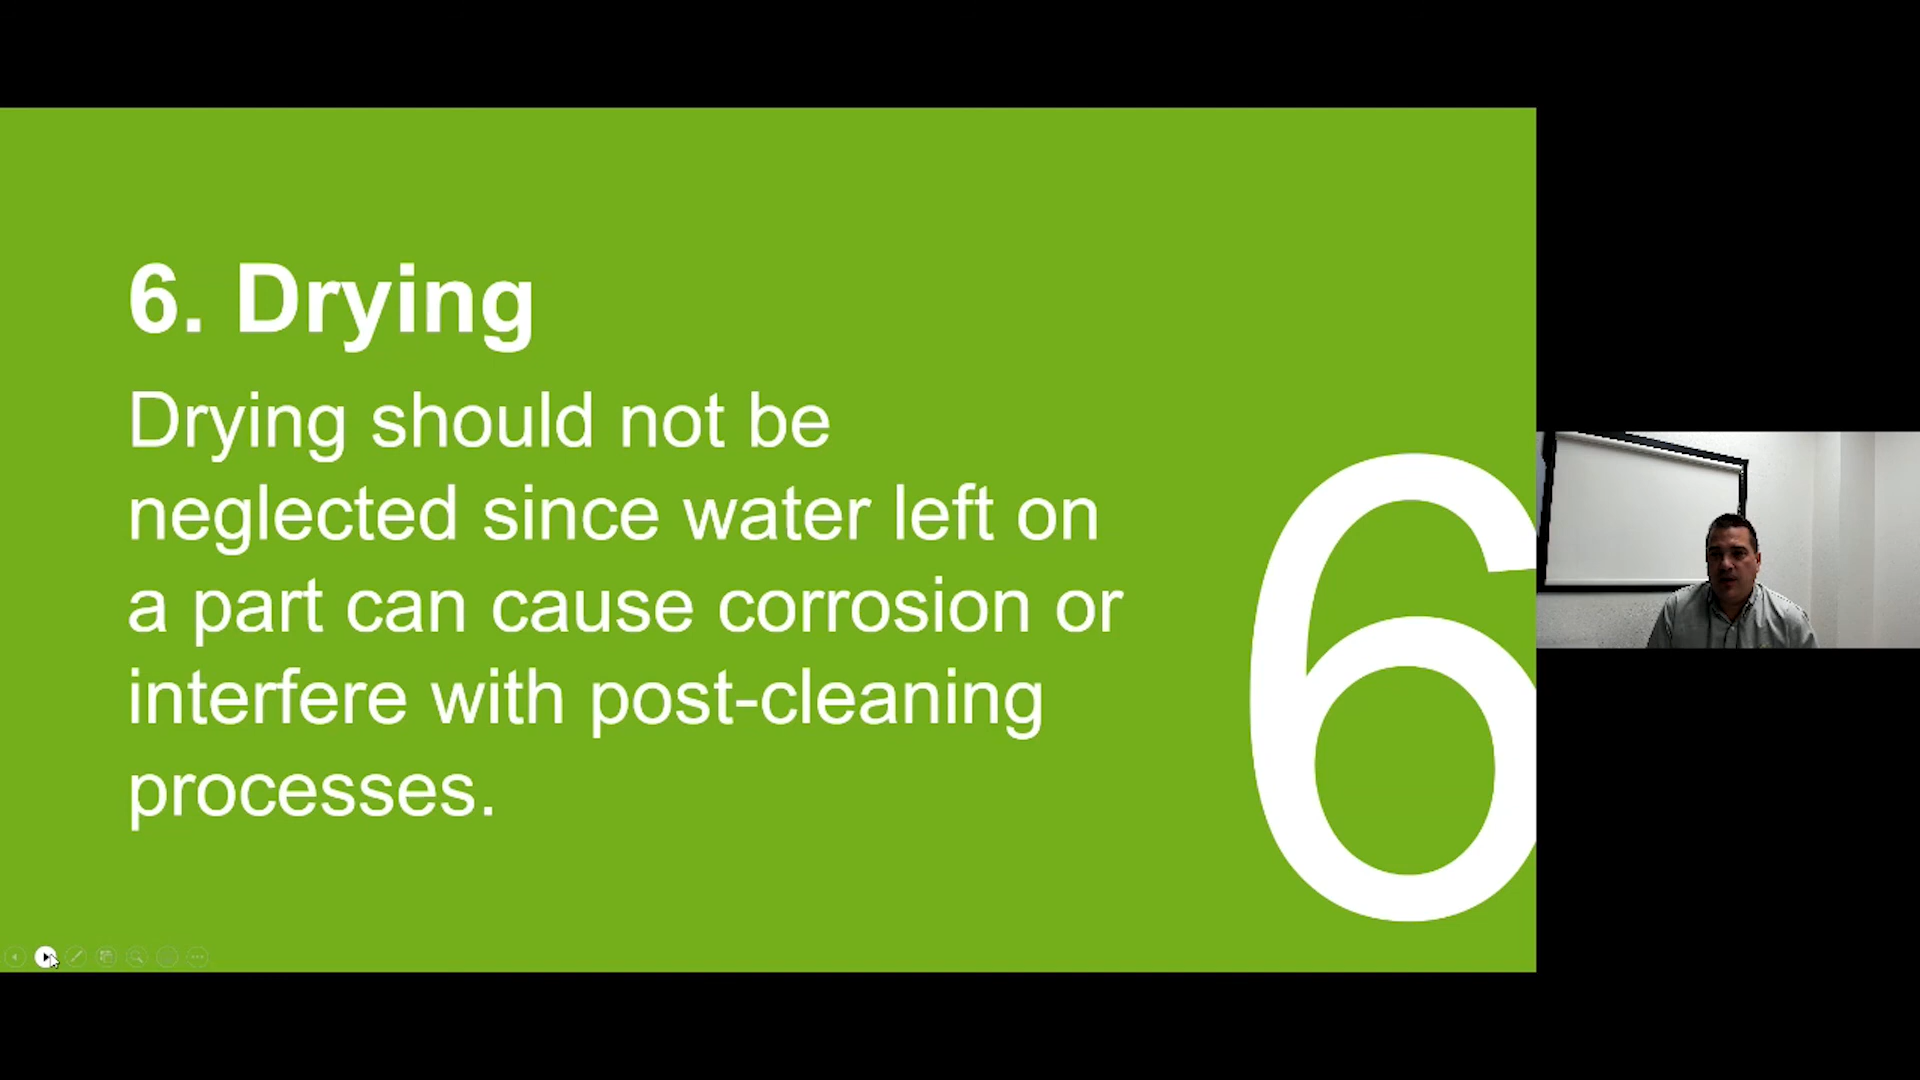 6. Drying
Drying should not be
neglected since water left on
a part can cause corrosion or
interfere with post-cleaning
processes.
6